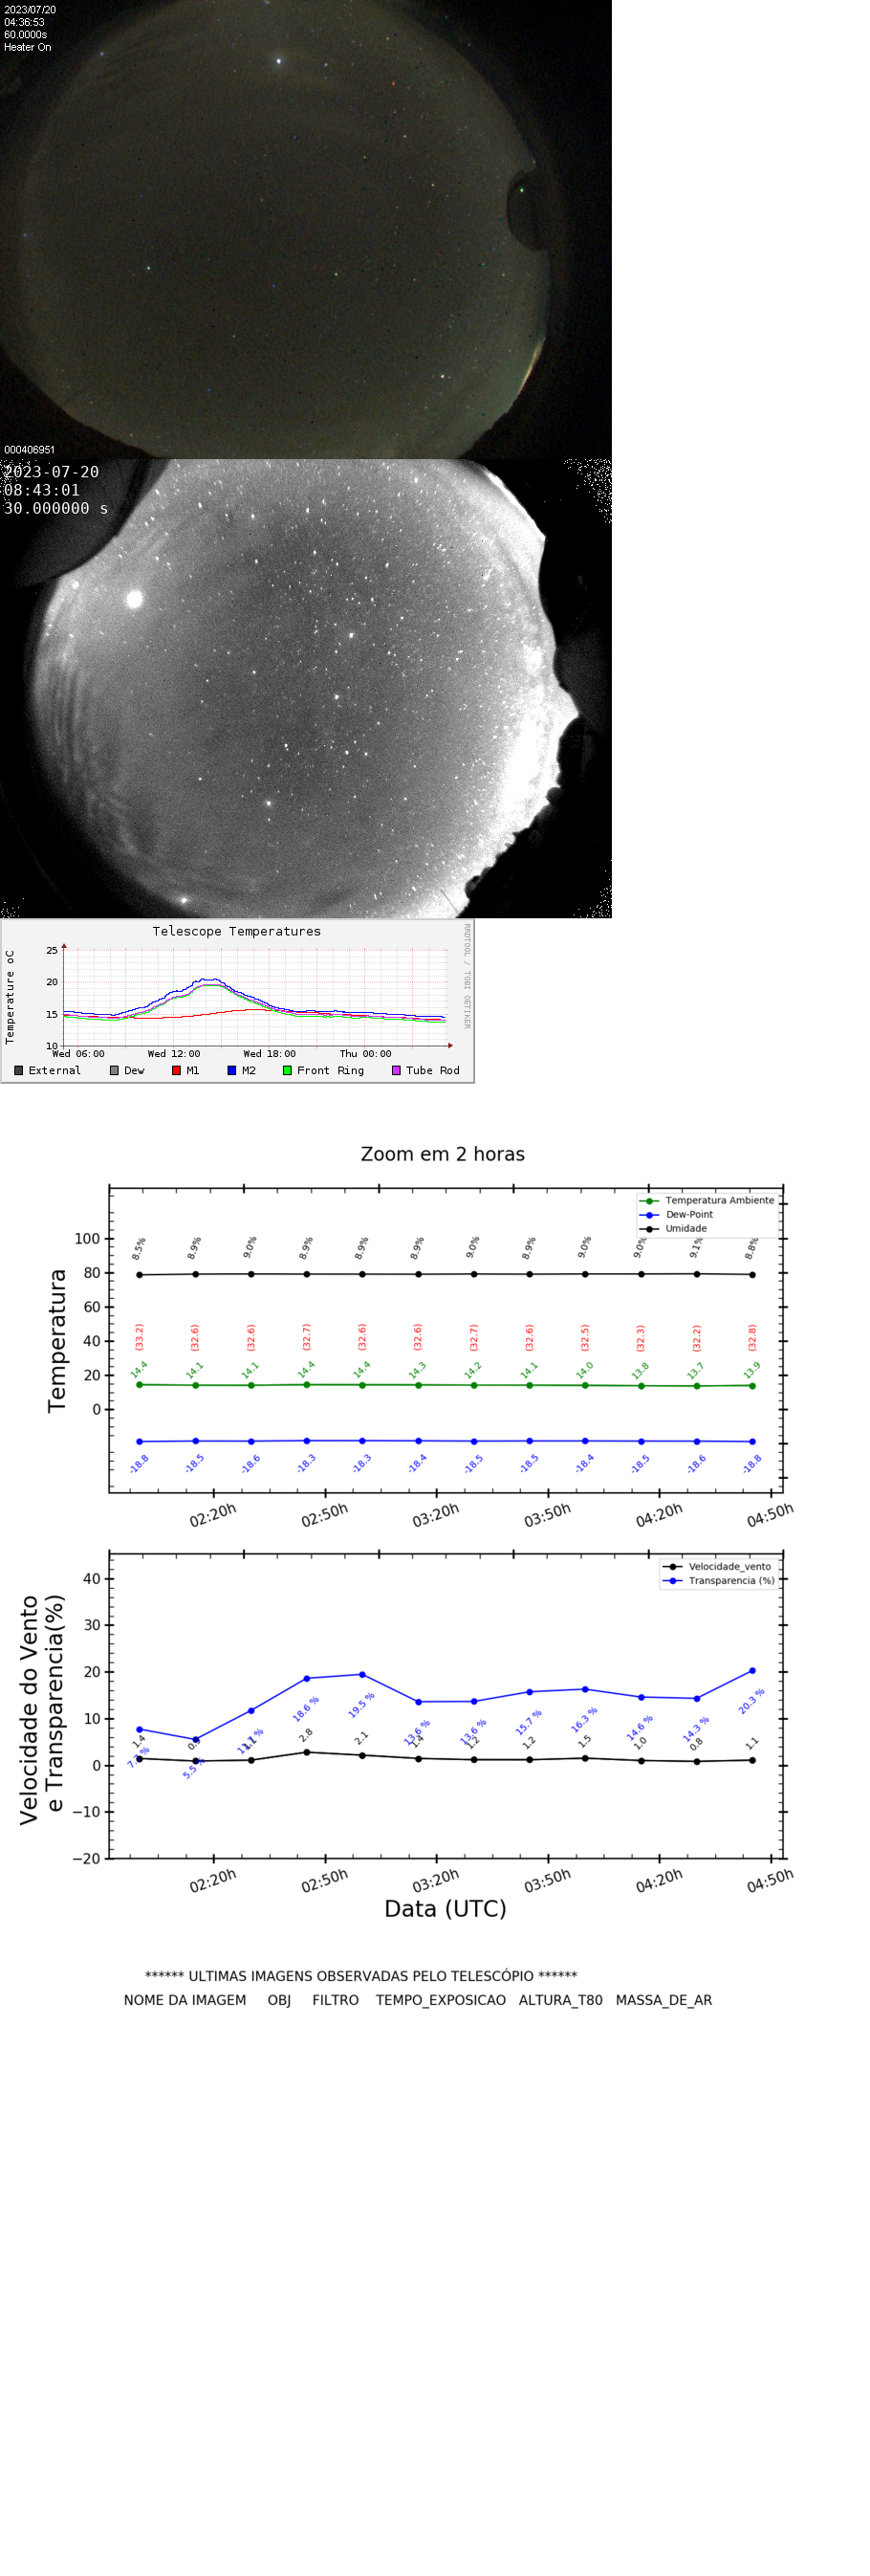 2023/07/20
04:36:53
60.0000s
Heater On
000406951
2023-07-20
08:43:01
30.000000 s
Telescope Temperatures
RRDTOOL / TOBI OETIKER
Temperature oC
25
20
15
10
Wed 06:00 Wed 12:00 Wed 18:00 Thu 00:00
External Dew M1 M2 Front Ring Tube Rod
Zoom em 2 horas
Temperatura Ambiente
Dew-Point
Umidade
Temperatura
100
80
60
40
20
0
8.5% 8.9% 9.0% 8.9% 8.9% 8.9% 9.0% 8.9% 9.0% 9.0% 9.1% 8.8%
(33.2) (32.6) (32.6) (32.7) (32.6) (32.6) (32.7) (32.6) (32.5) (32.3) (32.2) (32.8)
14.4 14.1 14.1 14.4 14.4 14.3 14.2 14.1 14.0 13.8 13.7 13.9
-18.8 -18.5 -18.6 -18.3 -18.3 -18.4 -18.5 -18.5 -18.4 -18.5 -18.6 -18.8
02:20h 02:50h 03:20h 03:50h 04:20h 04:50h
Velocidade_vento
Transparencia (%)
Velocidade do Vento
e Transparencia(%)
40
30
20
10
0
−10
−20
5.5 % 18.6 % 19.5 % 13.6 % 13.6 % 15.7 % 16.3 % 14.6 % 14.3 % 20.3 %
1.4 2.8 2.1 1.4 1.2 1.2 1.5 1.0 0.8 1.1
02:20h 02:50h 03:20h 03:50h 04:20h 04:50h
Data (UTC)
****** ULTIMAS IMAGENS OBSERVADAS PELO TELESCÓPIO ******
NOME DA IMAGEM OBJ FILTRO TEMPO_EXPOSICAO ALTURA_T80 MASSA_DE_AR